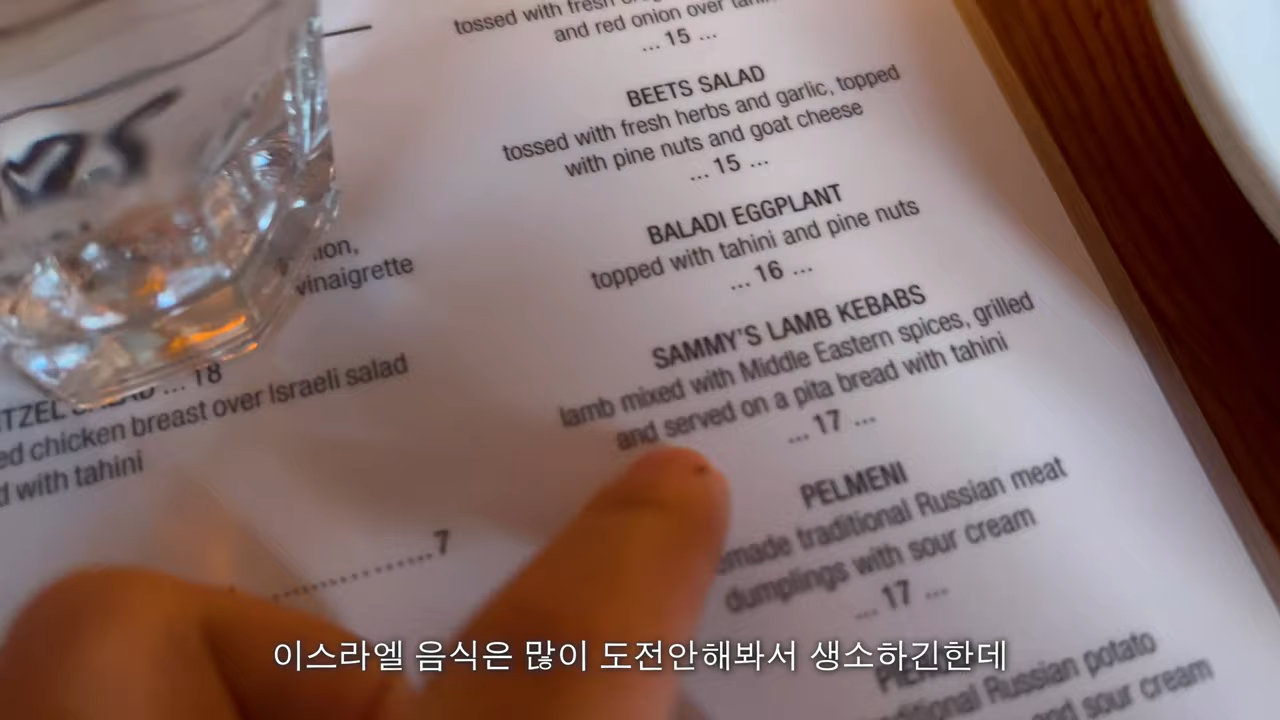 tossed with fresh
and red onion over
... 15 ...
BEETS SALAD
tossed with fresh herbs and garlic, topped
with pine nuts and goat cheese
... 15 ...
BALADI EGGPLANT
topped with tahini and pine nuts
... 16 ...
SAMMY'S LAMB KEBABS
lamb mixed with Middle Eastern spices, grilled
and served on a pita bread with tahini
... 17 ...
PELMENI
traditional Russian meat
dumplings with sour cream
... 17 ...
Russian potato
and sour cream
vinaigrette
... 18
chicken breast over Israeli salad
with tahini
7
이스라엘 음식은 많이 도전안해봐서 생소하긴한데